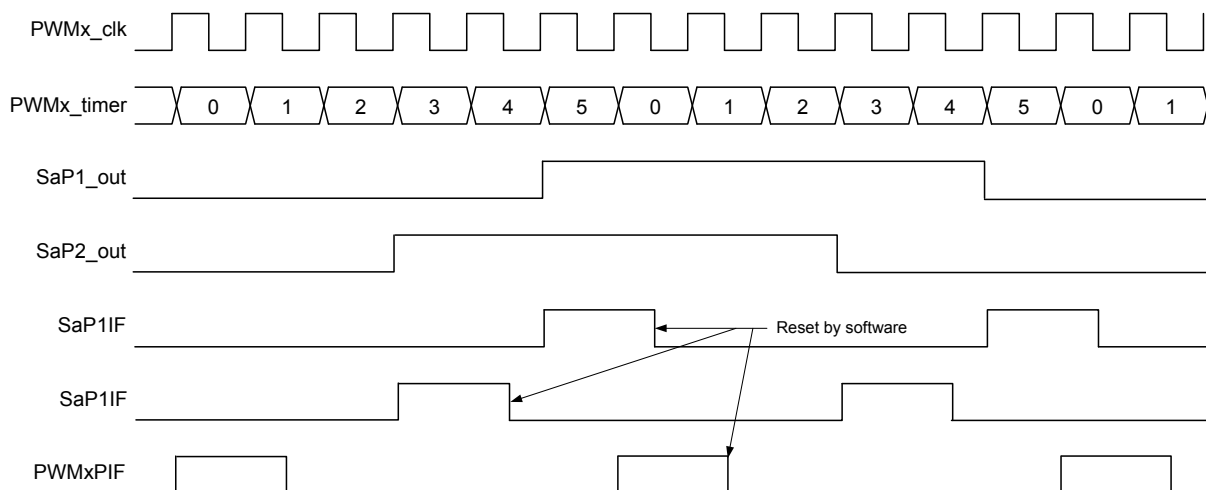 PWMx_clk
PWMx_timer 0 1 2 3 4 5 0 1 2 3 4 5 0 1
SaP1_out
SaP2_out
SaP1IF
Reset by software
SaP1IF
PWMxPIF